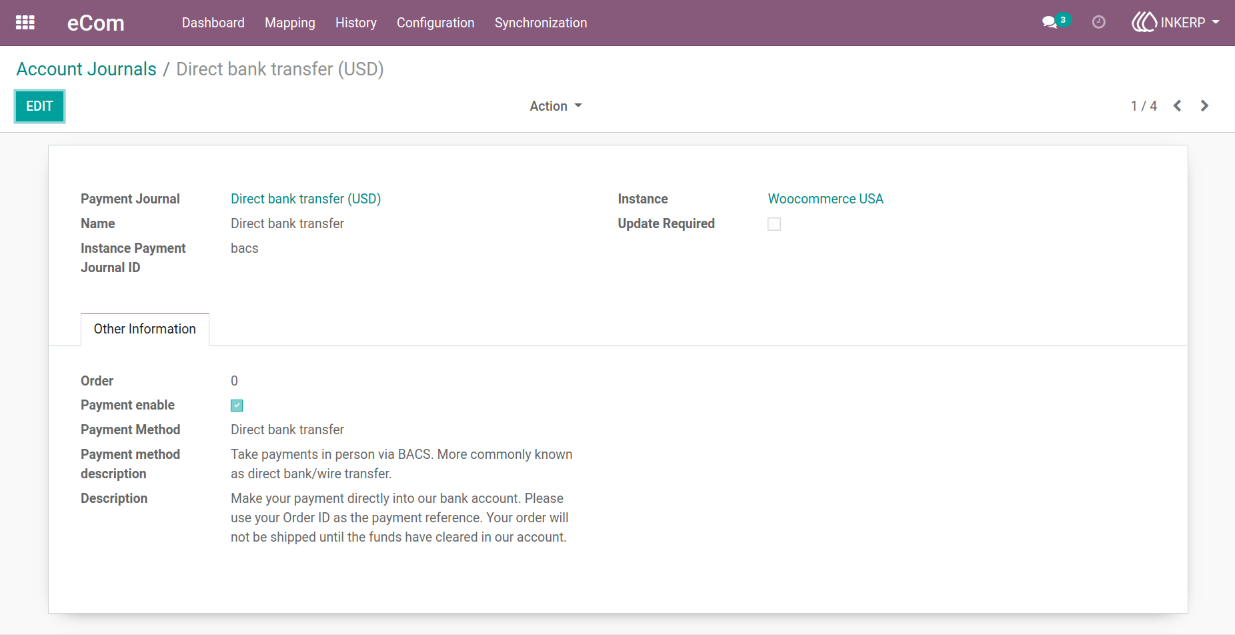 eCom
Dashboard
Mapping
History
Configuration
Synchronization
3
INKERP
Account Journals / Direct bank transfer (USD)
EDIT
Action
1 / 4
Payment Journal
Direct bank transfer (USD)
Name
Direct bank transfer
Instance Payment
Journal ID
bacs
Instance
Woocommerce USA
Update Required
Other Information
Order
0
Payment enable
Payment Method
Direct bank transfer
Payment method
description
Take payments in person via BACS. More commonly known
as direct bank/wire transfer.
Description
Make your payment directly into our bank account. Please
use your Order ID as the payment reference. Your order will
not be shipped until the funds have cleared in our account.